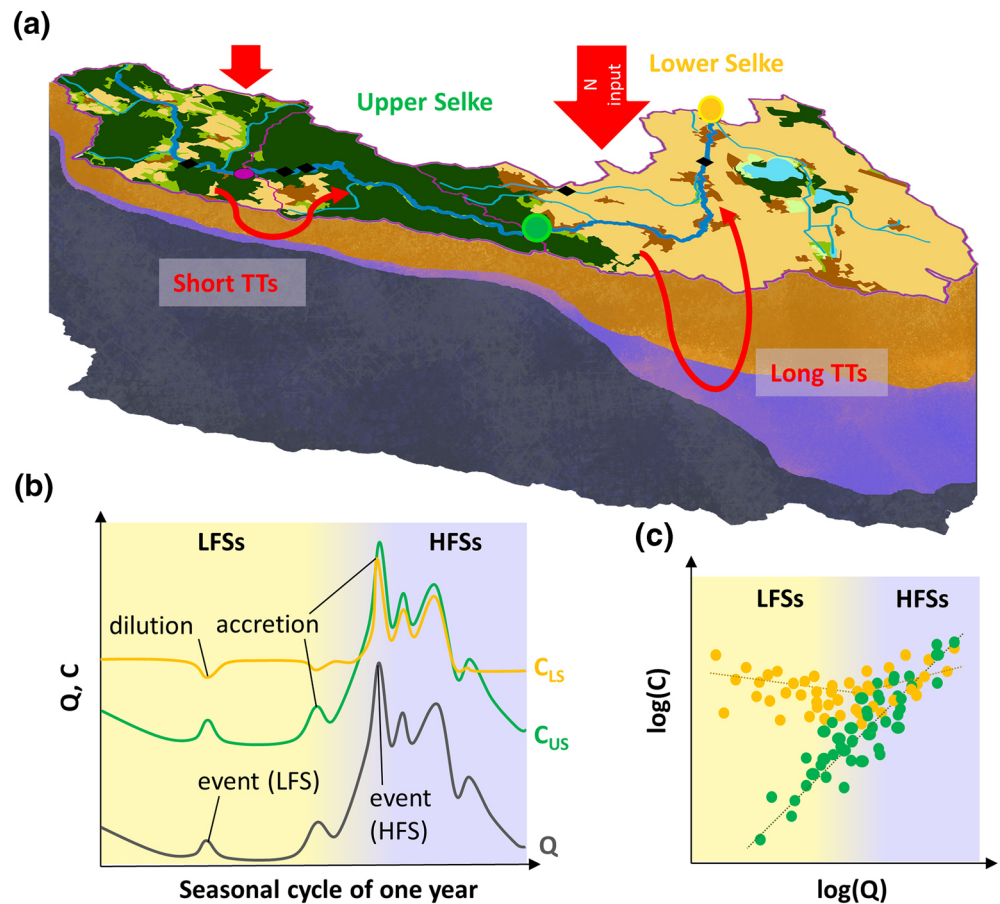 (a)
N
input
Lower Selke
Upper Selke
Short TTs
Long TTs
(b)
LFSs
HFSs
dilution
accretion
Q, C
C_LS
C_US
event (LFS)
event
(HFS)
Q
Seasonal cycle of one year
(c)
LFSs
HFSs
log(C)
log(Q)